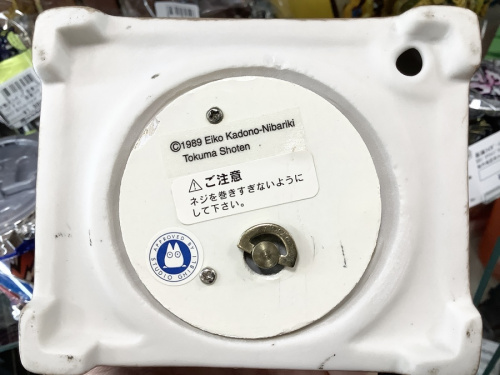 ©1989 Eiko Kadono-Nibariki
Tokuma Shoten
⚠ご注意
ネジを巻きすぎないように
して下さい。
APPROVED BY
STUDIO GHIBLI